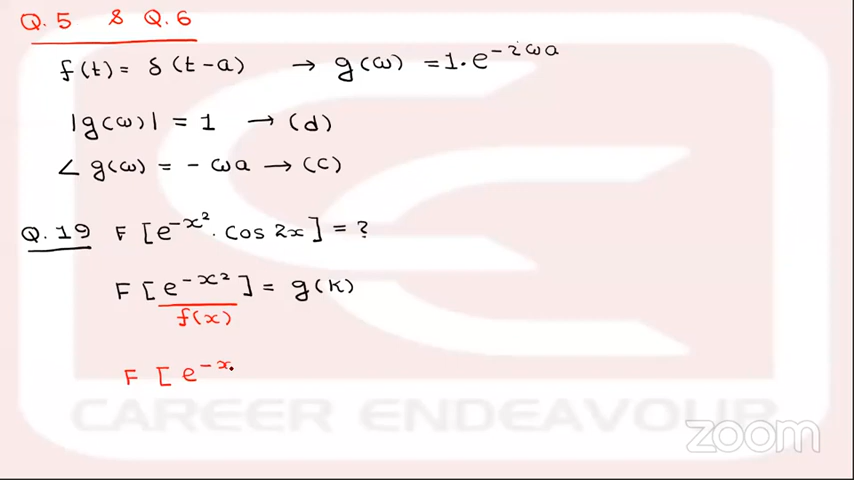 Q.5 & Q.6
f(t) = δ(t-a) → g(ω) = 1. e^{-iωa}
|g(ω)| = 1 → (d)
∠ g(ω) = - ωa → (c)
Q.19 F [e^{-x²}. cos 2x] = ?
F [e^{-x²}] = g(k)
f(x)
F [e^{-x
CAREER ENDEAVOUR
zoom